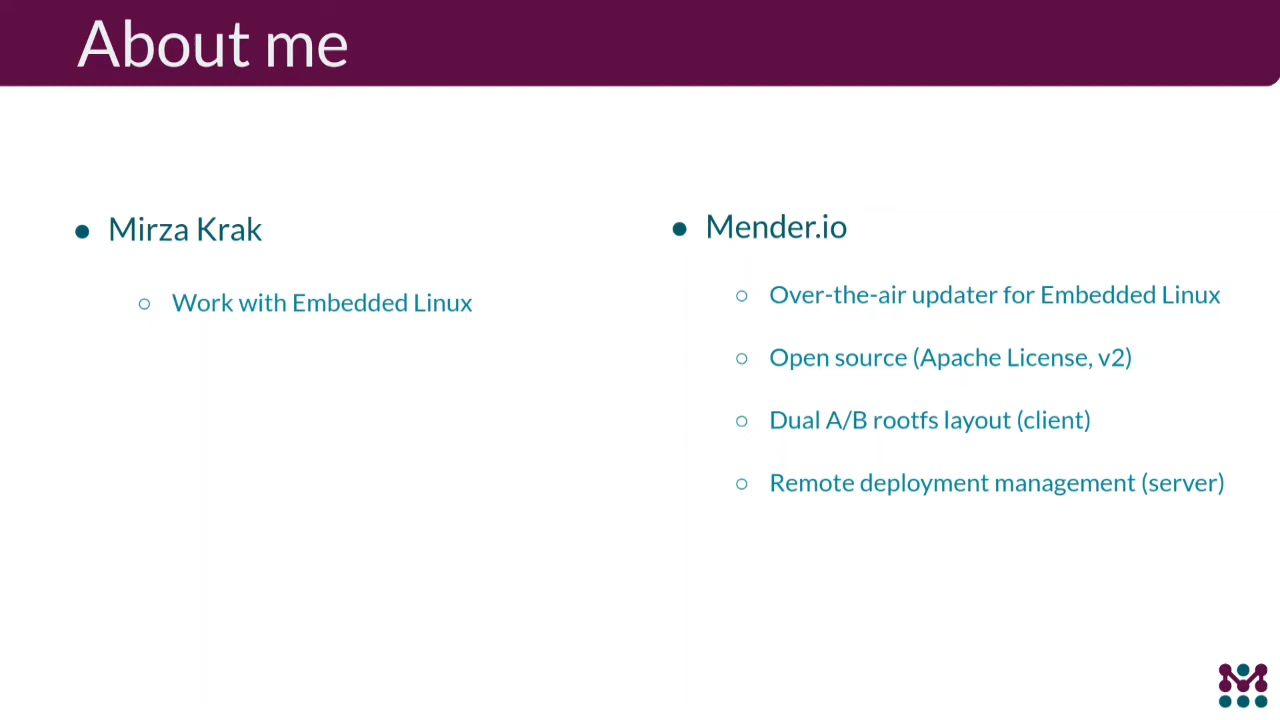 About me
● Mirza Krak
○ Work with Embedded Linux
● Mender.io
○ Over-the-air updater for Embedded Linux
○ Open source (Apache License, v2)
○ Dual A/B rootfs layout (client)
○ Remote deployment management (server)